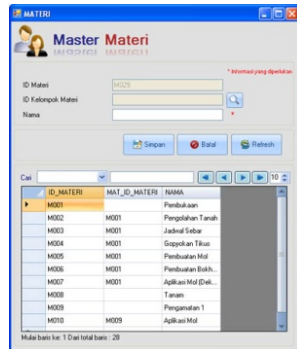 MATERI
Master Materi
* Informasi yang diperlukan
ID Materi M029
ID Kelompok Materi
Nama *
Simpan Batal Refresh
Cari 10
ID_MATERI MAT_ID_MATERI NAMA
M001 Pembukaan
M002 M001 Pengolahan Tanah
M003 M001 Jadwal Sebar
M004 M001 Gopyokan Tikus
M005 M001 Pembuatan Mol
M006 M001 Pembuatan Bokh...
M007 M001 Aplikasi Mol (Dek...
M008 Tanam
M009 Pengamatan 1
M010 M009 Aplikasi Mol
Mulai baris ke: 1 Dari total baris : 28